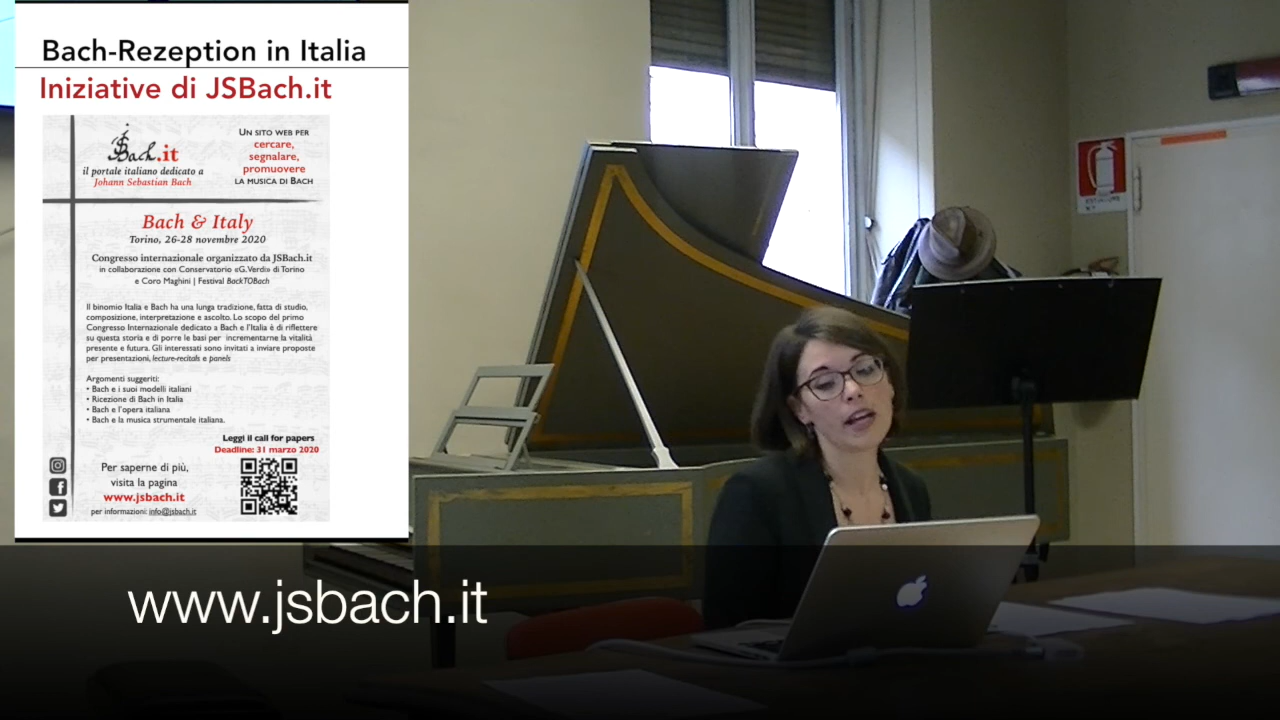 Bach-Rezeption in Italia
Iniziative di JSBach.it
JSBach.it
il portale italiano dedicato a
Johann Sebastian Bach
UN SITO WEB PER
cercare,
segnalare,
promuovere
LA MUSICA DI BACH
Bach & Italy
Torino, 26-28 novembre 2020
Congresso internazionale organizzato da JSBach.it
in collaborazione con Conservatorio «G.Verdi» di Torino
e Coro Maghini | Festival BackTOBach
Il binomio Italia e Bach ha una lunga tradizione, fatta di studio,
composizione, interpretazione e ascolto. Lo scopo del primo
Congresso Internazionale dedicato a Bach e l'Italia è di riflettere
su questa storia e di porre le basi per incrementarne la vitalità
presente e futura. Gli interessati sono invitati a inviare proposte
per presentazioni, lecture-recitals e panels
Argomenti suggeriti:
• Bach e i suoi modelli italiani
• Ricezione di Bach in Italia
• Bach e l'opera italiana
• Bach e la musica strumentale italiana.
Leggi il call for papers
Deadline: 31 marzo 2020
Per saperne di più,
visita la pagina
www.jsbach.it
per informazioni: info@jsbach.it
ESTINTORE
www.jsbach.it